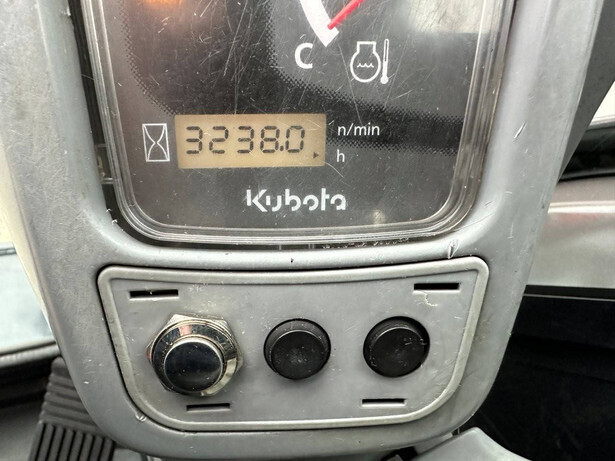 C
3238.0 n/min
h
Kubota